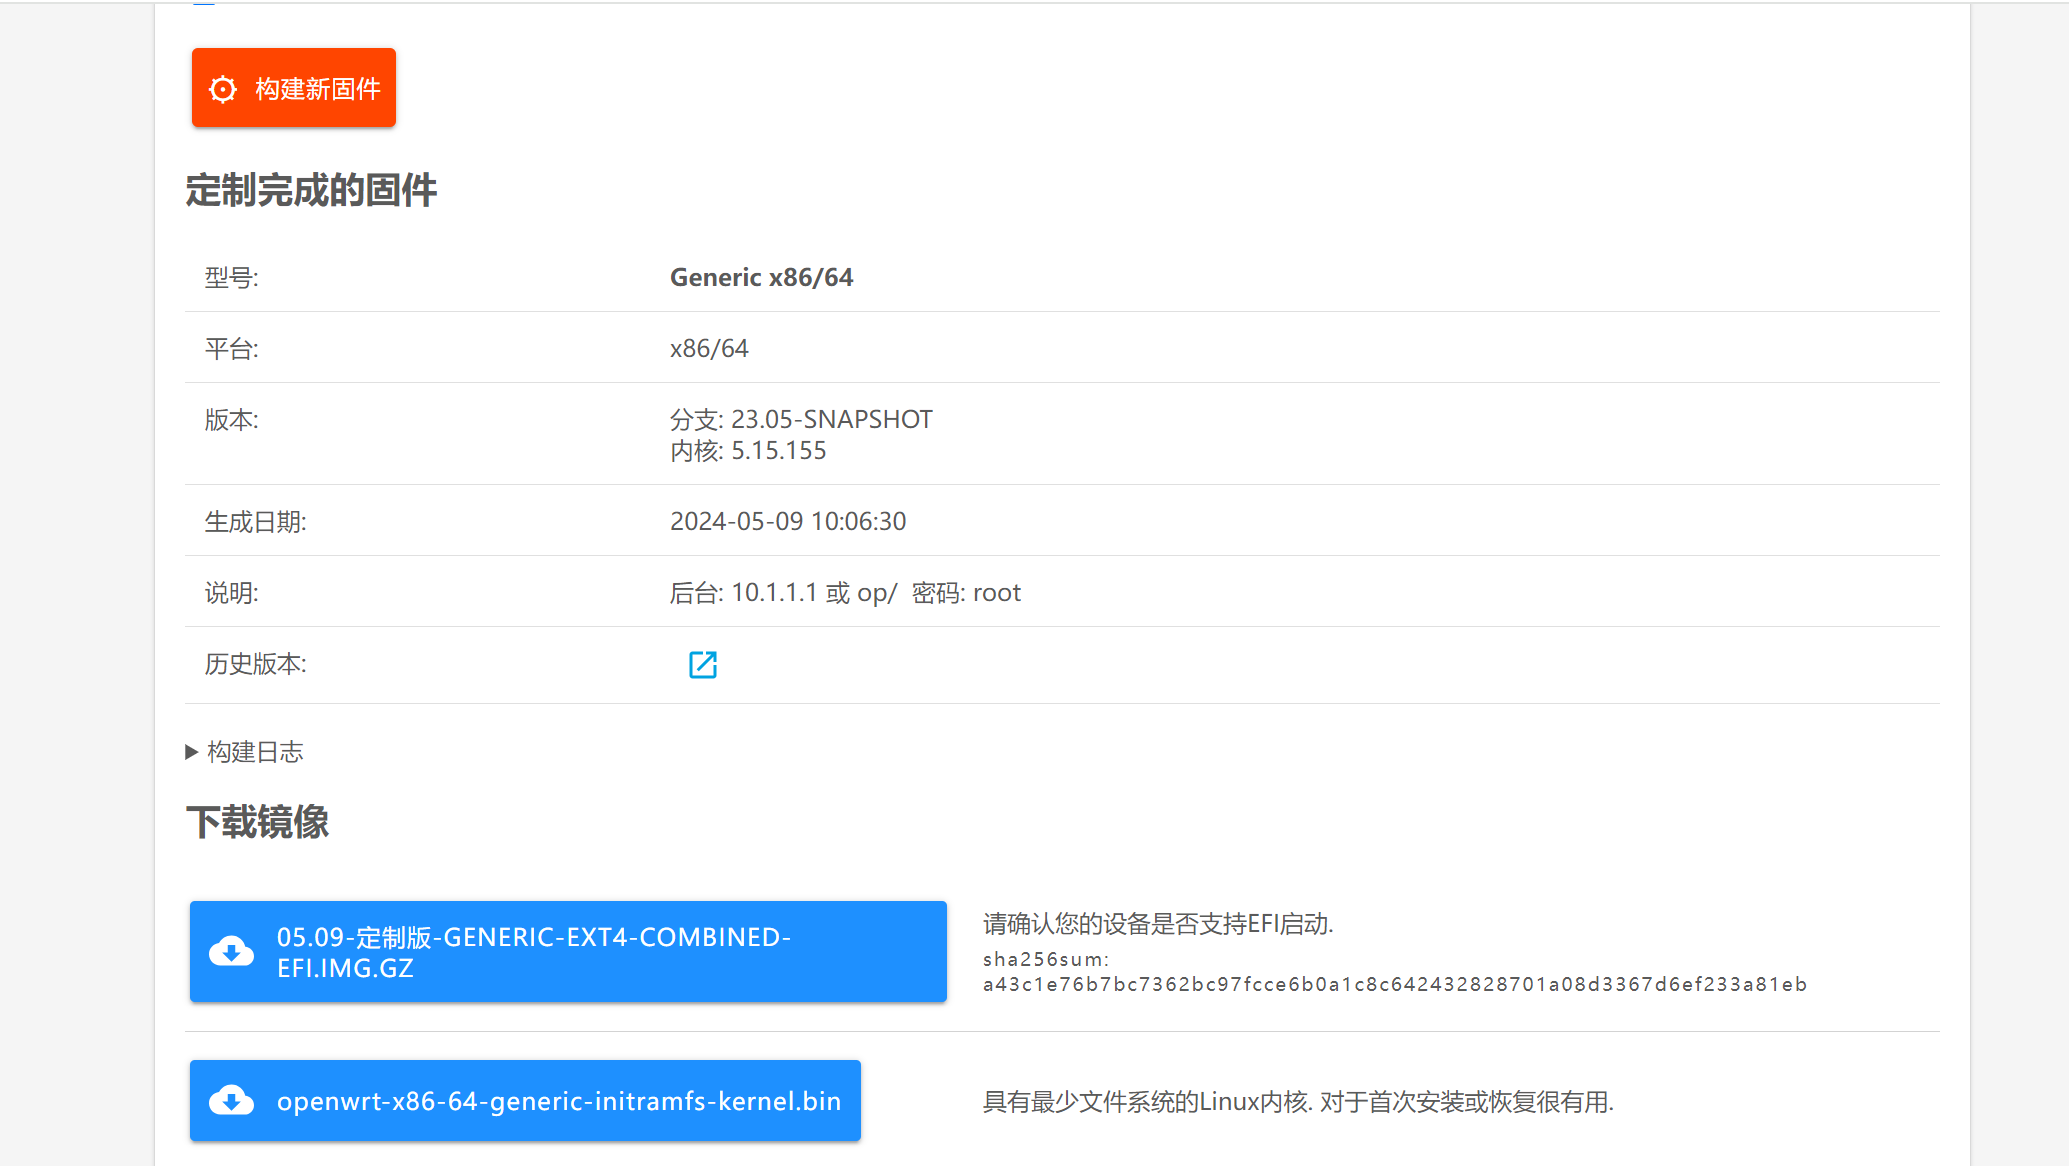 构建新固件
定制完成的固件
型号: Generic x86/64
平台: x86/64
版本: 分支: 23.05-SNAPSHOT
内核: 5.15.155
生成日期: 2024-05-09 10:06:30
说明: 后台: 10.1.1.1 或 op/ 密码: root
历史版本:
构建日志
下载镜像
05.09-定制版-GENERIC-EXT4-COMBINED-
EFI.IMG.GZ
请确认您的设备是否支持EFI启动.
sha256sum:
a43c1e76b7bc7362bc97fcce6b0a1c8c642432828701a08d3367d6ef233a81eb
openwrt-x86-64-generic-initramfs-kernel.bin
具有最少文件系统的Linux内核. 对于首次安装或恢复很有用.